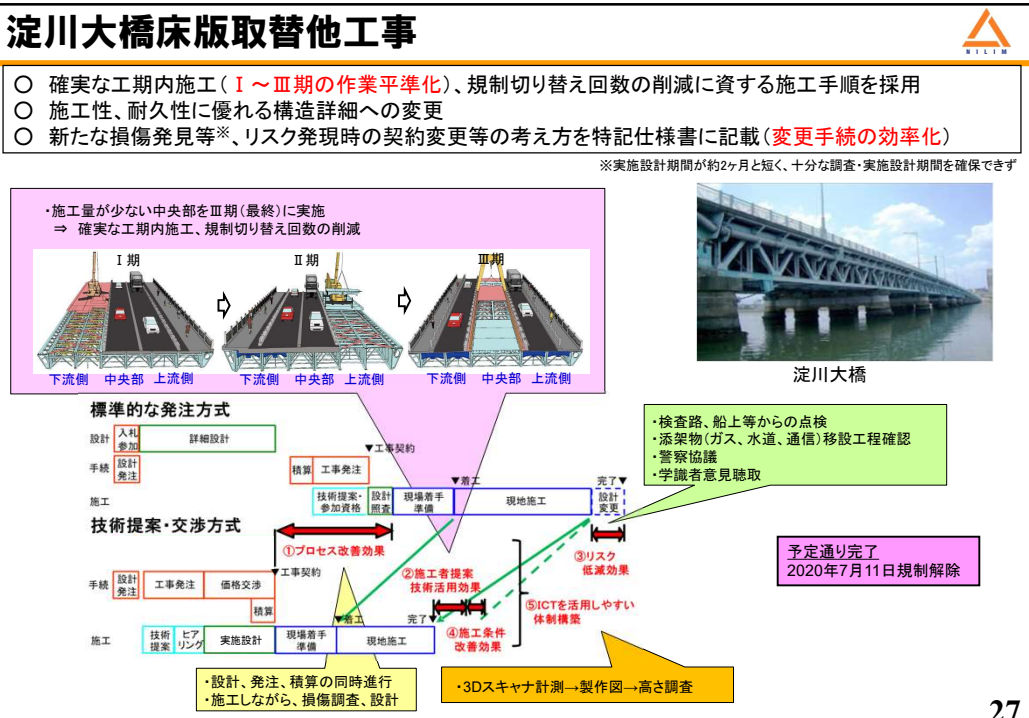 淀川大橋床版取替他工事
NILIM
○ 確実な工期内施工(Ⅰ～Ⅲ期の作業平準化)、規制切り替え回数の削減に資する施工手順を採用
○ 施工性、耐久性に優れる構造詳細への変更
○ 新たな損傷発見等※、リスク発現時の契約変更等の考え方を特記仕様書に記載(変更手続の効率化)
※実施設計期間が約2ヶ月と短く、十分な調査・実施設計期間を確保できず
・施工量が少ない中央部をⅢ期(最終)に実施
⇒ 確実な工期内施工、規制切り替え回数の削減
Ⅰ期
Ⅱ期
Ⅲ期
下流側 中央部 上流側
下流側 中央部 上流側
下流側 中央部 上流側
淀川大橋
標準的な発注方式
設計
入札
参加
詳細設計
▼工事契約
手続
設計
発注
積算
工事発注
▼着工
完了▼
施工
技術提案・
参加資格
設計
照査
現場着手
準備
現地施工
設計
変更
・検査路、船上等からの点検
・添架物(ガス、水道、通信)移設工程確認
・警察協議
・学識者意見聴取
技術提案・交渉方式
①プロセス改善効果
③リスク
低減効果
予定通り完了
2020年7月11日規制解除
▼工事契約
手続
設計
発注
工事発注
価格交渉
積算
②施工者提案
技術活用効果
⑤ICTを活用しやすい
体制構築
▼着工
完了▼
④施工条件
改善効果
施工
技術
提案
ヒア
リング
実施設計
現場着手
準備
現地施工
・設計、発注、積算の同時進行
・施工しながら、損傷調査、設計
・3Dスキャナ計測→製作図→高さ調査
27